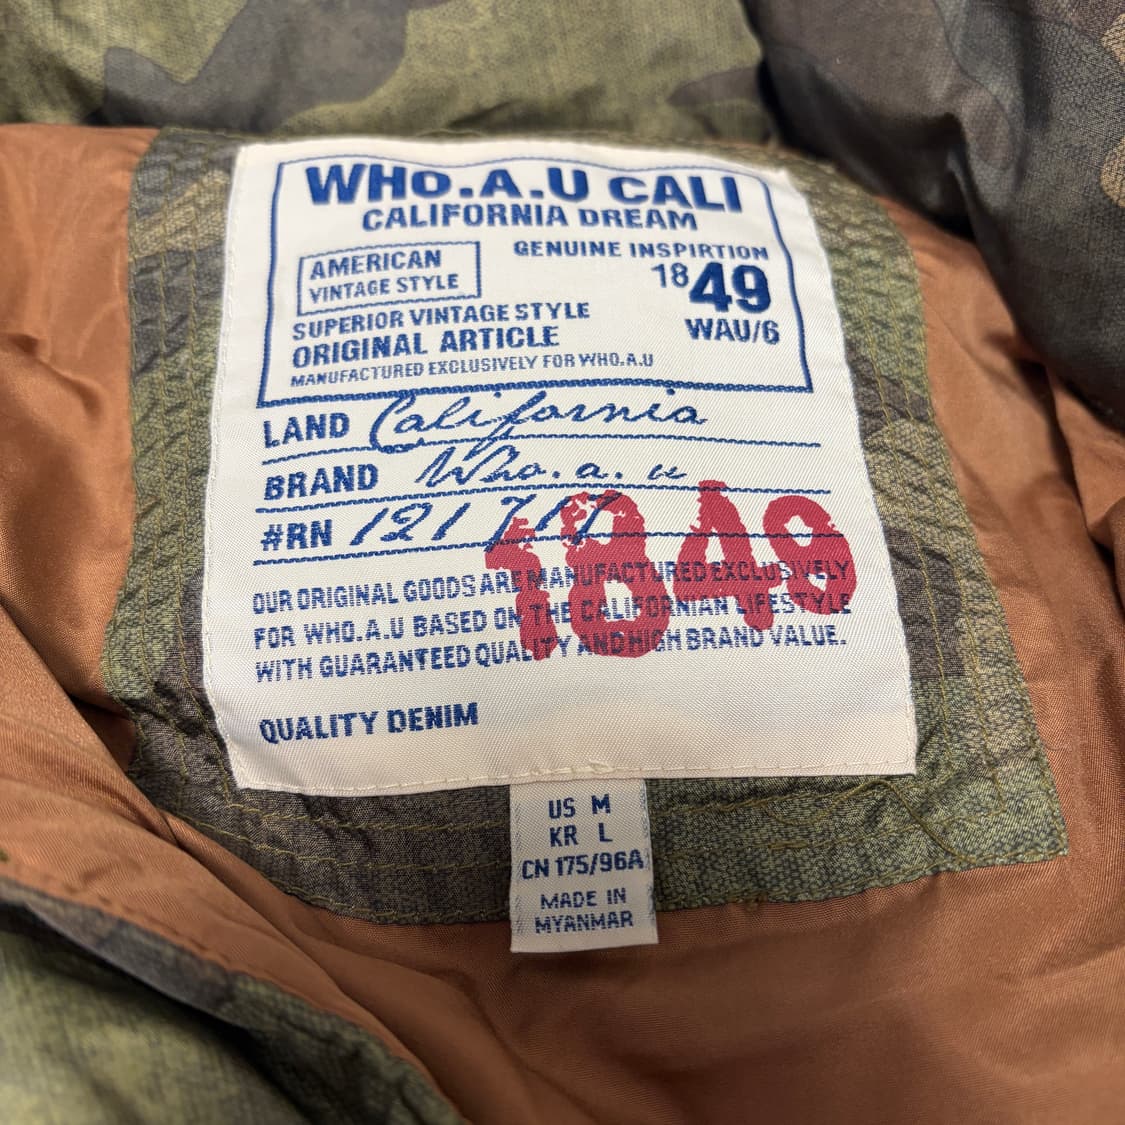 WHO.A.U CALI
CALIFORNIA DREAM
AMERICAN
VINTAGE STYLE
GENUINE INSPIRTION
1849
WAU/6
SUPERIOR VINTAGE STYLE
ORIGINAL ARTICLE
MANUFACTURED EXCLUSIVELY FOR WHO.A.U
LAND California
BRAND Who.a.u
#RN 121717
1849
OUR ORIGINAL GOODS ARE MANUFACTURED EXCLUSIVELY
FOR WHO.A.U BASED ON THE CALIFORNIAN LIFESTYLE
WITH GUARANTEED QUALITY AND HIGH BRAND VALUE.
QUALITY DENIM
US M
KR L
CN 175/96A
MADE IN
MYANMAR